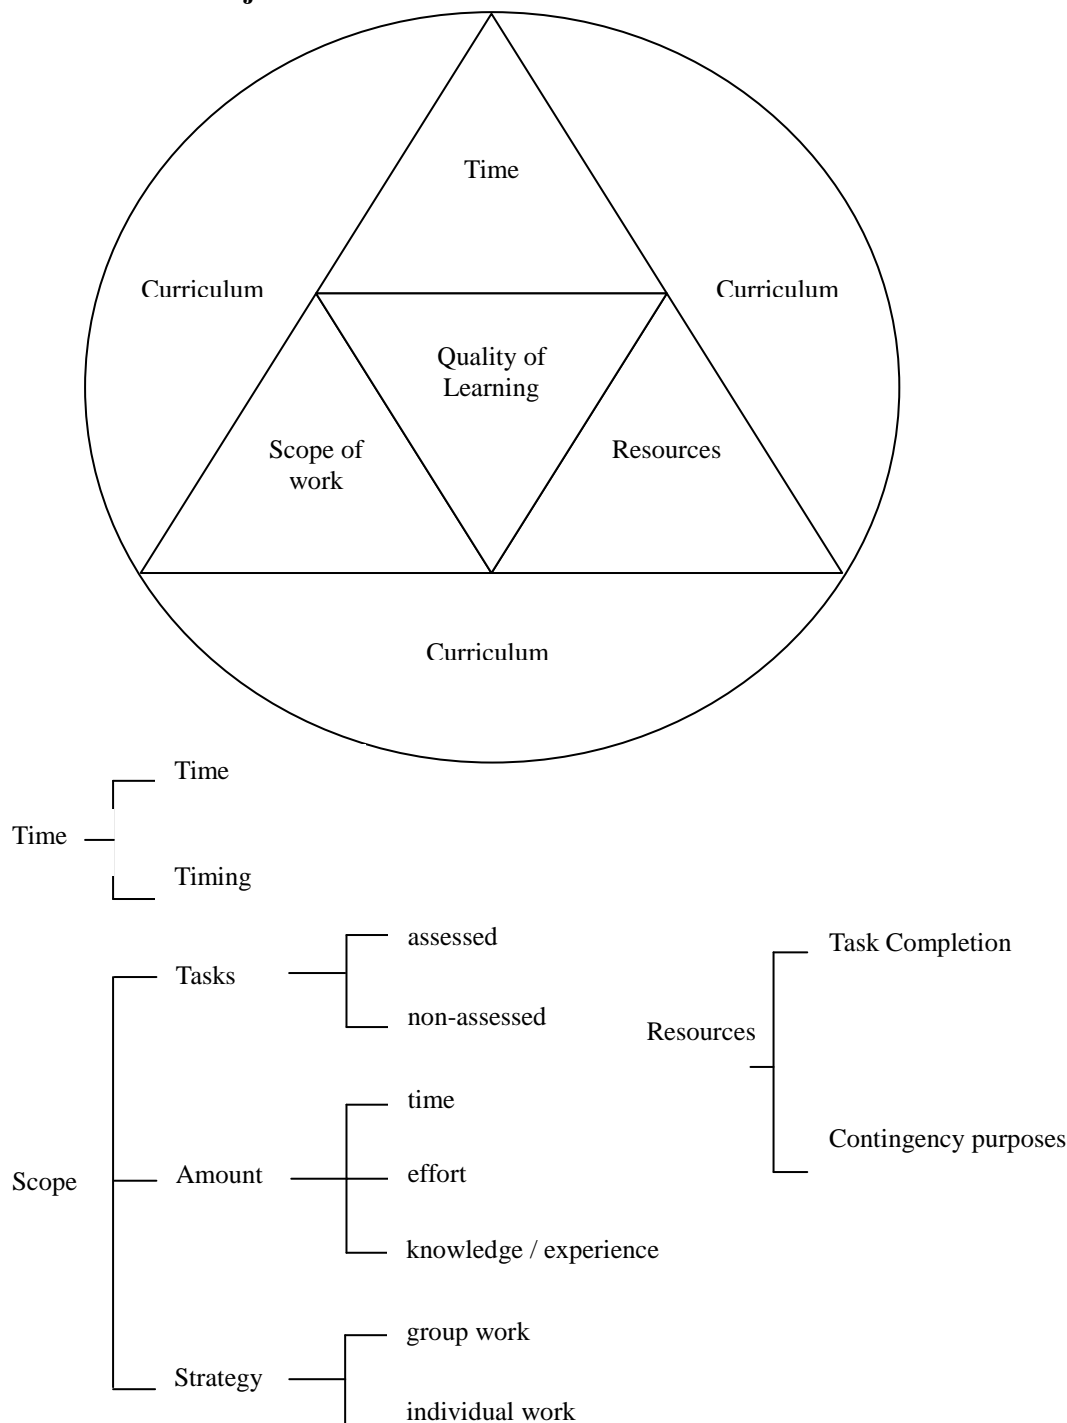 Time
Curriculum
Curriculum
Quality of
Learning
Scope of
work
Resources
Curriculum
Time
Time
Timing
Scope
Tasks
assessed
non-assessed
Amount
time
effort
knowledge / experience
Strategy
group work
individual work
Resources
Task Completion
Contingency purposes